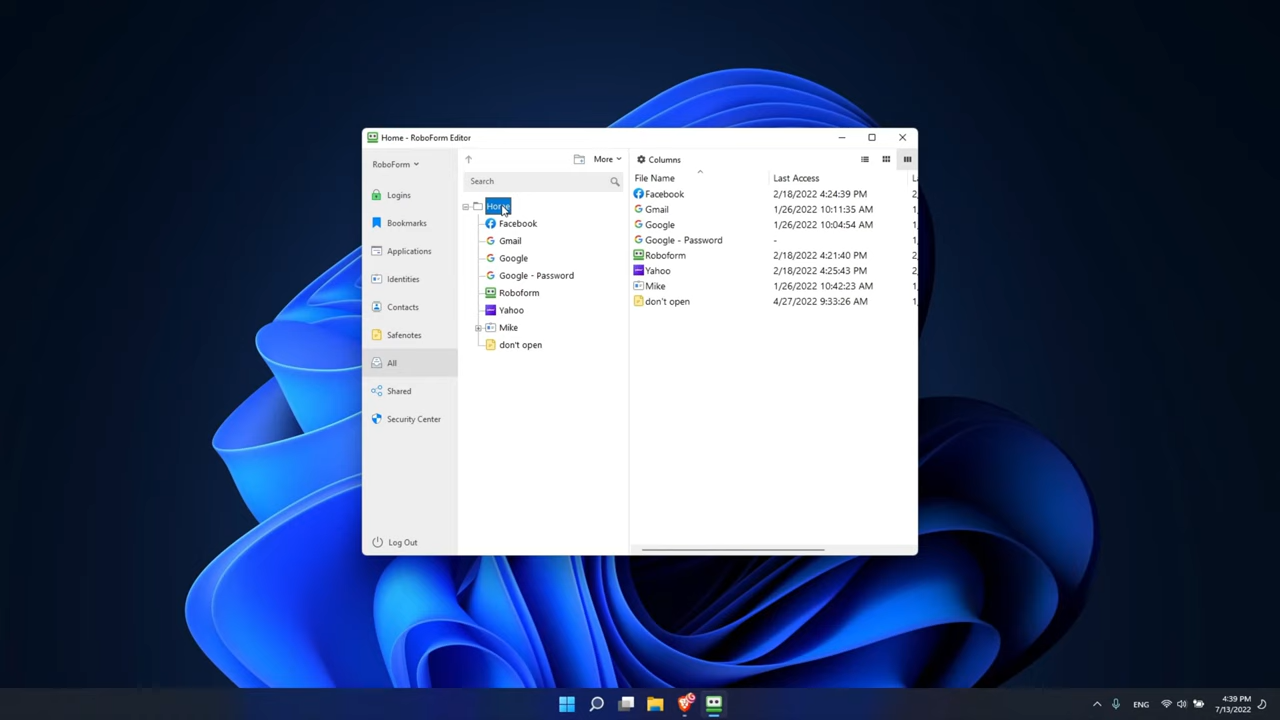 Home - RoboForm Editor
RoboForm
Logins
Bookmarks
Applications
Identities
Contacts
Safenotes
All
Shared
Security Center
Log Out
More
Search
Home
Facebook
Gmail
Google
Google - Password
Roboform
Yahoo
Mike
don't open
Columns
File Name Last Access
Facebook 2/18/2022 4:24:39 PM
Gmail 1/26/2022 10:11:35 AM
Google 1/26/2022 10:04:54 AM
Google - Password -
Roboform 2/18/2022 4:21:40 PM
Yahoo 2/18/2022 4:25:43 PM
Mike 1/26/2022 10:42:23 AM
don't open 4/27/2022 9:33:26 AM
ENG
4:39 PM
7/13/2022